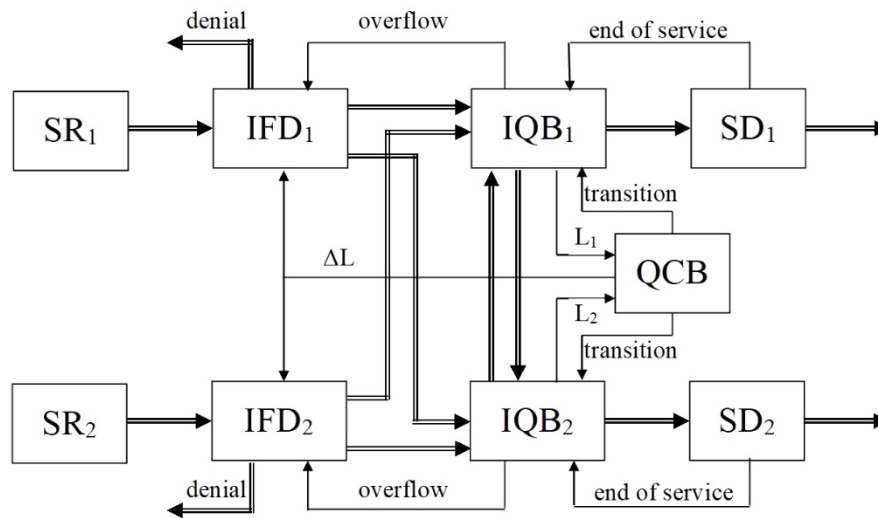 denial
overflow
end of service
SR₁
IFD₁
IQB₁
SD₁
transition
L₁
ΔL
QCB
L₂
transition
SR₂
IFD₂
IQB₂
SD₂
denial
overflow
end of service